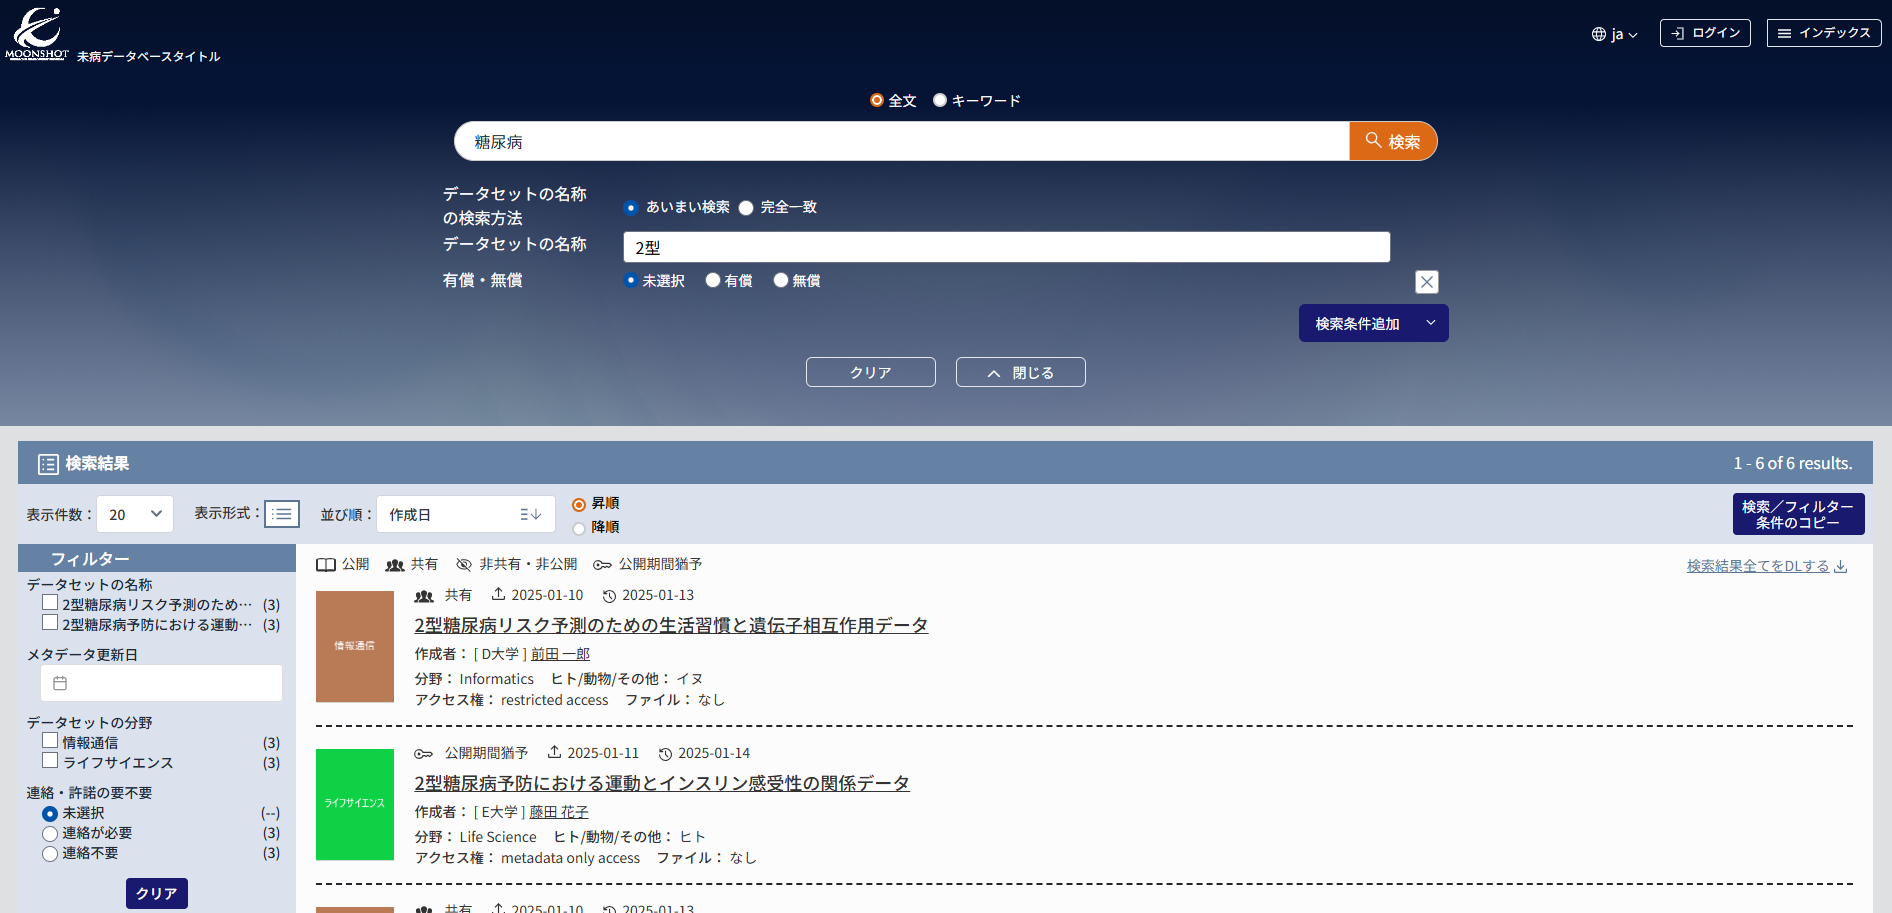 MOONSHOT
未病データベースタイトル
ja
ログイン
インデックス
全文 キーワード
糖尿病
検索
データセットの名称
の検索方法
あいまい検索 完全一致
データセットの名称
2型
有償・無償
未選択 有償 無償
検索条件追加
クリア
閉じる
検索結果
1 - 6 of 6 results.
表示件数：
20
表示形式：
並び順：
作成日
昇順
降順
検索／フィルター
条件のコピー
フィルター
データセットの名称
2型糖尿病リスク予測のため… (3)
2型糖尿病予防における運動… (3)
メタデータ更新日
データセットの分野
情報通信 (3)
ライフサイエンス (3)
連絡・許諾の要不要
未選択 (--)
連絡が必要 (3)
連絡不要 (3)
クリア
公開 共有 非共有・非公開 公開期間猶予
検索結果全てをDLする
情報通信
共有 2025-01-10 2025-01-13
2型糖尿病リスク予測のための生活習慣と遺伝子相互作用データ
作成者： [ D大学 ] 前田 一郎
分野： Informatics ヒト/動物/その他： イヌ
アクセス権： restricted access ファイル： なし
ライフサイエンス
公開期間猶予 2025-01-11 2025-01-14
2型糖尿病予防における運動とインスリン感受性の関係データ
作成者： [ E大学 ] 藤田 花子
分野： Life Science ヒト/動物/その他： ヒト
アクセス権： metadata only access ファイル： なし
共有 2025-01-10 2025-01-13